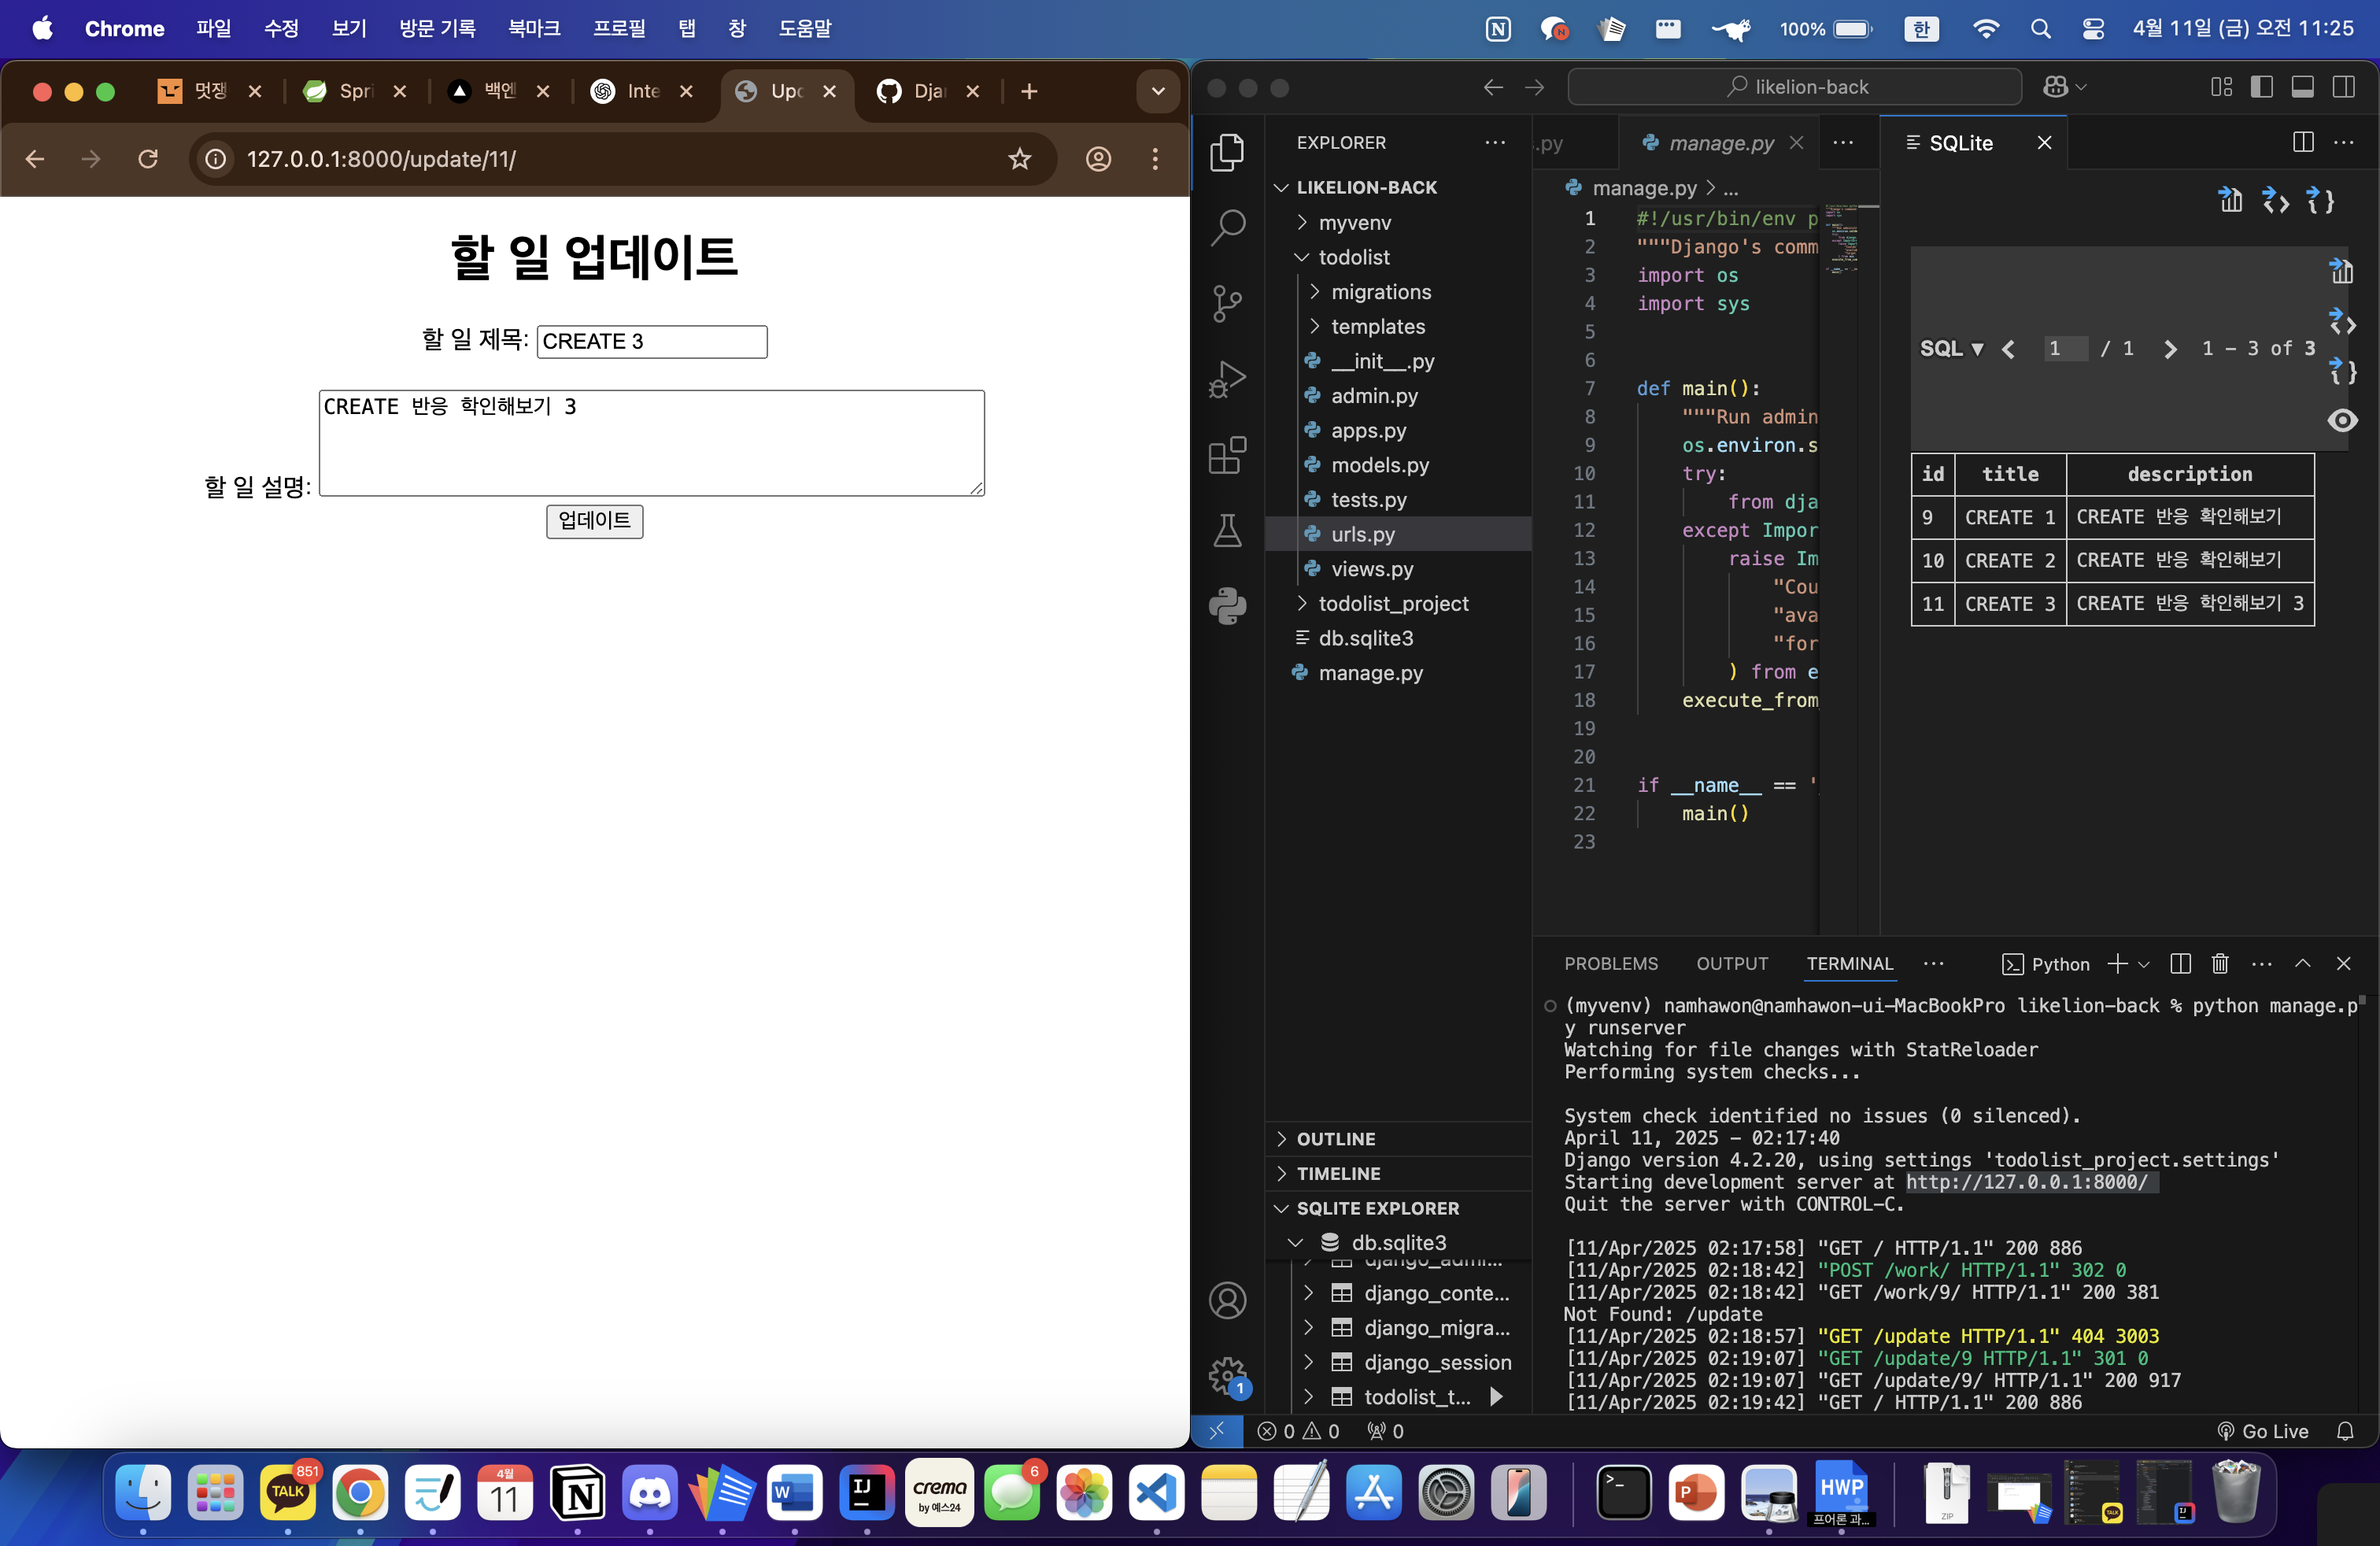 Chrome 파일 수정 보기 방문 기록 북마크 프로필 탭 창 도움말
100% 한 4월 11일 (금) 오전 11:25
멋쟁 Spri 백엔 Inte Upd Djan
127.0.0.1:8000/update/11/
할 일 업데이트
할 일 제목: CREATE 3
CREATE 반응 학인해보기 3
할 일 설명:
업데이트
likelion-back
EXPLORER
LIKELION-BACK
myvenv
todolist
migrations
templates
__init__.py
admin.py
apps.py
models.py
tests.py
urls.py
views.py
todolist_project
db.sqlite3
manage.py
OUTLINE
TIMELINE
SQLITE EXPLORER
db.sqlite3
django_admi...
django_conte...
django_migra...
django_session
todolist_t...
.py manage.py
manage.py > ...
1 #!/usr/bin/env p
2 """Django's comm
3 import os
4 import sys
5
6
7 def main():
8 """Run admin
9 os.environ.s
10 try:
11 from dja
12 except Impor
13 raise Im
14 "Cou
15 "ava
16 "for
17 ) from e
18 execute_from_
19
20
21 if __name__ == '_
22 main()
23
SQLite
SQL ▼ < 1 / 1 > 1 - 3 of 3
id title description
9 CREATE 1 CREATE 반응 확인해보기
10 CREATE 2 CREATE 반응 확인해보기
11 CREATE 3 CREATE 반응 학인해보기 3
PROBLEMS OUTPUT TERMINAL Python
(myvenv) namhawon@namhawon-ui-MacBookPro likelion-back % python manage.p
y runserver
Watching for file changes with StatReloader
Performing system checks...
System check identified no issues (0 silenced).
April 11, 2025 - 02:17:40
Django version 4.2.20, using settings 'todolist_project.settings'
Starting development server at http://127.0.0.1:8000/
Quit the server with CONTROL-C.
[11/Apr/2025 02:17:58] "GET / HTTP/1.1" 200 886
[11/Apr/2025 02:18:42] "POST /work/ HTTP/1.1" 302 0
[11/Apr/2025 02:18:42] "GET /work/9/ HTTP/1.1" 200 381
Not Found: /update
[11/Apr/2025 02:18:57] "GET /update HTTP/1.1" 404 3003
[11/Apr/2025 02:19:07] "GET /update/9 HTTP/1.1" 301 0
[11/Apr/2025 02:19:07] "GET /update/9/ HTTP/1.1" 200 917
[11/Apr/2025 02:19:42] "GET / HTTP/1.1" 200 886
1
0 0 0 Go Live
851
TALK
4월
11
W
IJ
crema
by 예스24
6
P
HWP
프어론 과...
ZIP